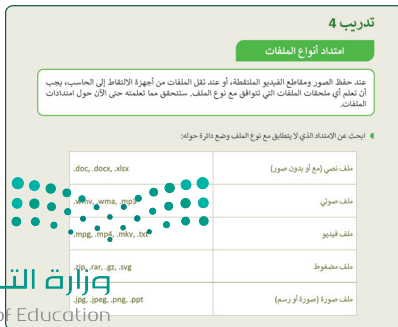 تدريب 4
امتداد أنواع الملفات
عند حفظ الصور ومقاطع الفيديو الملتقطة، أو عند نقل الملفات من أجهزة الالتقاط إلى الحاسب، يجب
أن تعلم أي ملحقات الملفات التي تتوافق مع نوع الملف. ستتحقق مما تعلمته حتى الآن حول امتدادات
الملفات.
ابحث عن الامتداد الذي لا يتطابق مع نوع الملف وضع دائرة حوله:
ملف نصي (مع أو بدون صور) .doc, .docx, .xlsx
ملف صوتي .wmv, .wma, .mp3
ملف فيديو .mpg, .mp4, .mkv, .txt
ملف مضغوط .zip, .rar, .gz, .svg
ملف صورة (صورة أو رسم) .jpg, .jpeg, .png, .ppt
وزارة التـ
of Education